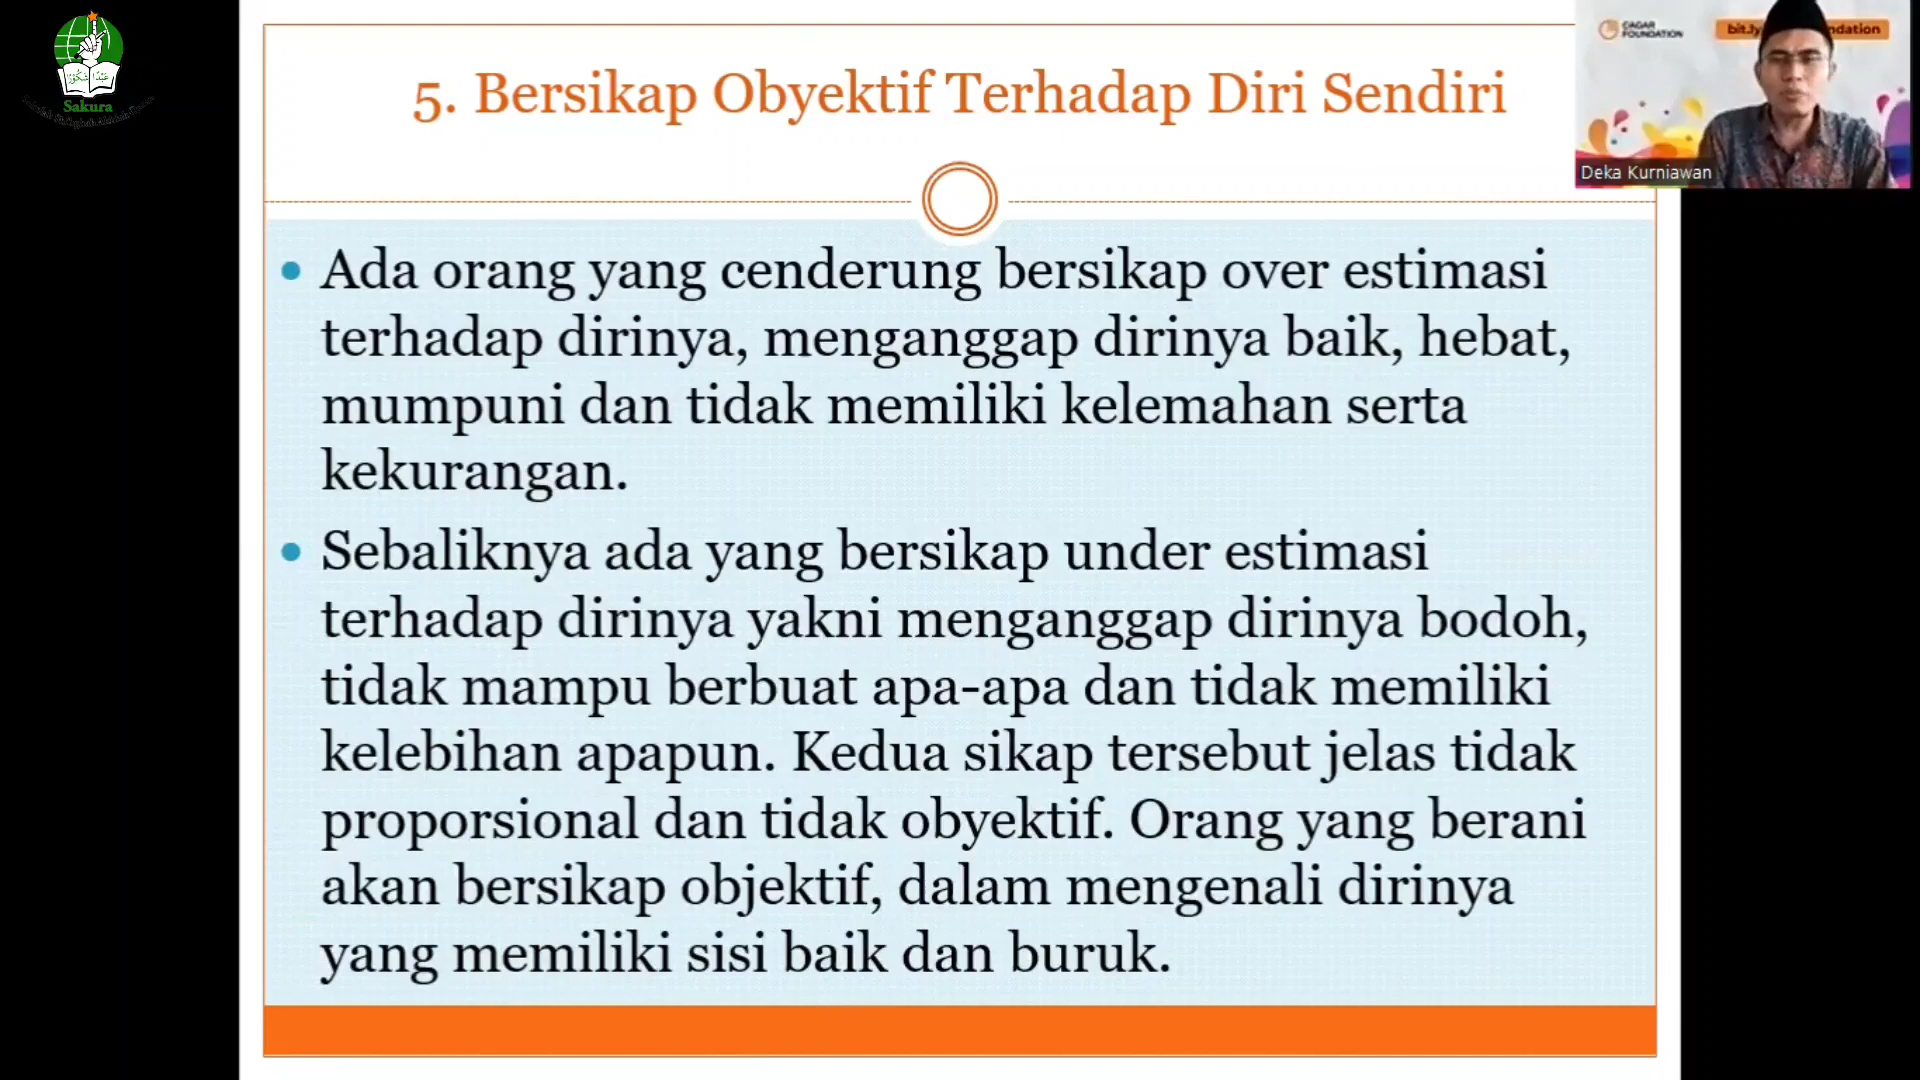 Sakura
5. Bersikap Obyektif Terhadap Diri Sendiri
CAGAR
FOUNDATION
Deka Kurniawan
• Ada orang yang cenderung bersikap over estimasi
terhadap dirinya, menganggap dirinya baik, hebat,
mumpuni dan tidak memiliki kelemahan serta
kekurangan.
• Sebaliknya ada yang bersikap under estimasi
terhadap dirinya yakni menganggap dirinya bodoh,
tidak mampu berbuat apa-apa dan tidak memiliki
kelebihan apapun. Kedua sikap tersebut jelas tidak
proporsional dan tidak obyektif. Orang yang berani
akan bersikap objektif, dalam mengenali dirinya
yang memiliki sisi baik dan buruk.